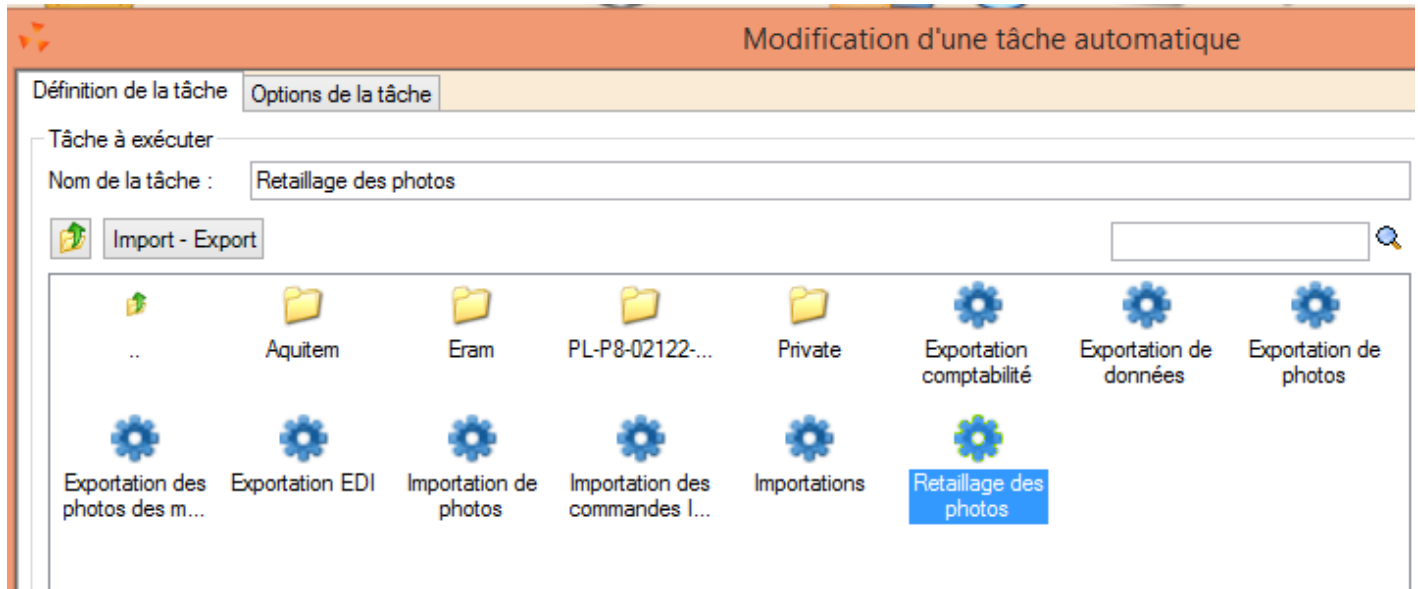 Modification d'une tâche automatique
Définition de la tâche Options de la tâche
Tâche à exécuter
Nom de la tâche : Retaillage des photos
Import - Export
.. Aquitem Eram PL-P8-02122-... Private Exportation comptabilité Exportation de données Exportation de photos
Exportation des photos des m... Exportation EDI Importation de photos Importation des commandes I... Importations Retaillage des photos